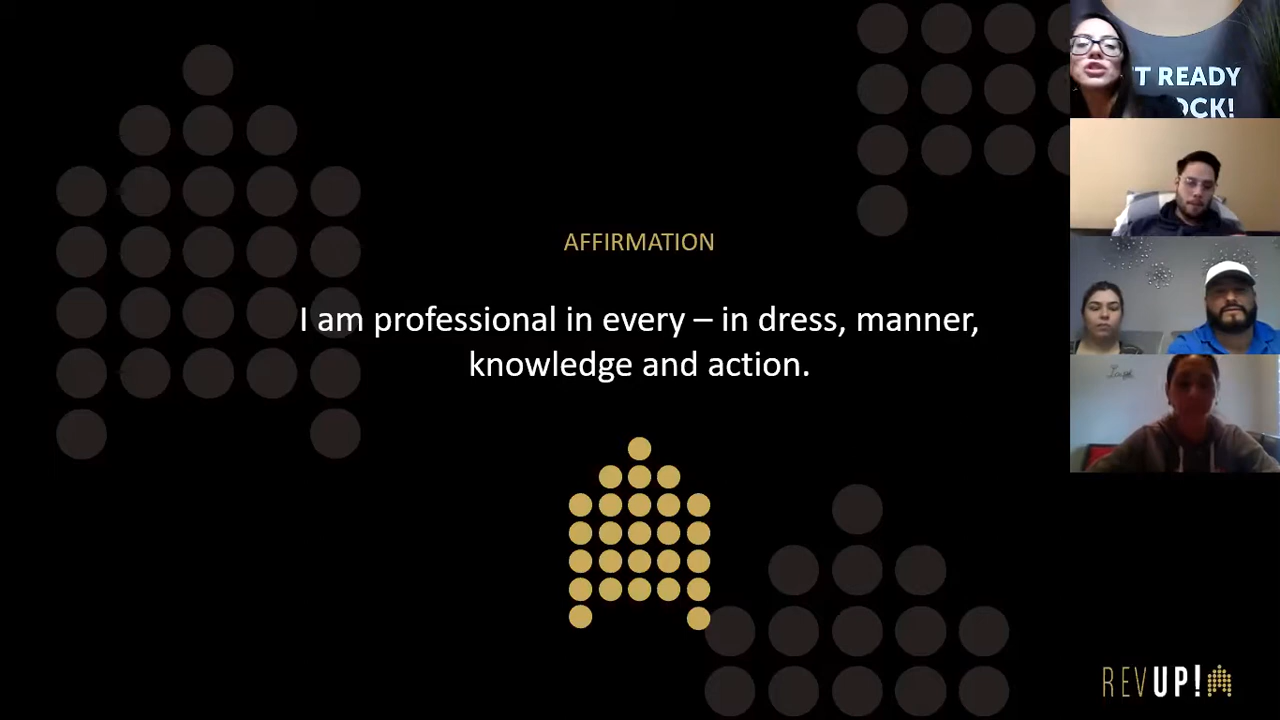 AFFIRMATION
I am professional in every – in dress, manner,
knowledge and action.
T READY
OCK!
REVUP!